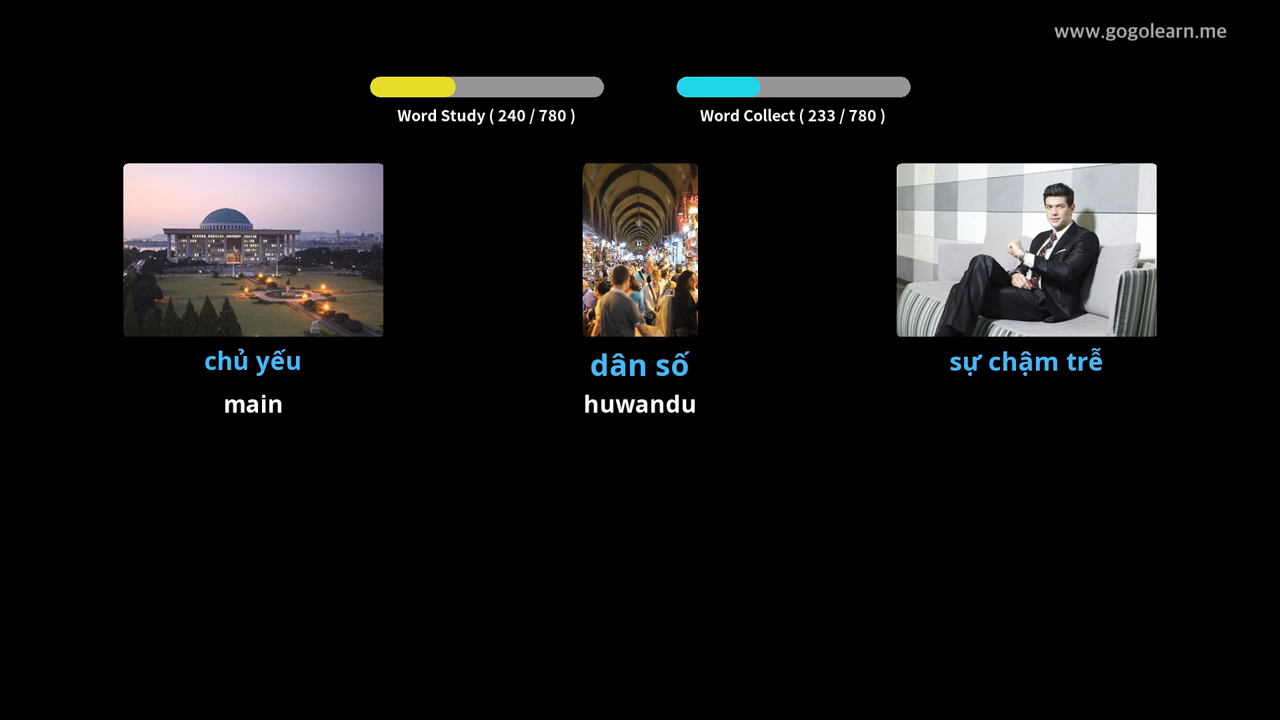 www.gogolearn.me
Word Study ( 240 / 780 )
Word Collect ( 233 / 780 )
chủ yếu
dân số
sự chậm trễ
main
huwandu